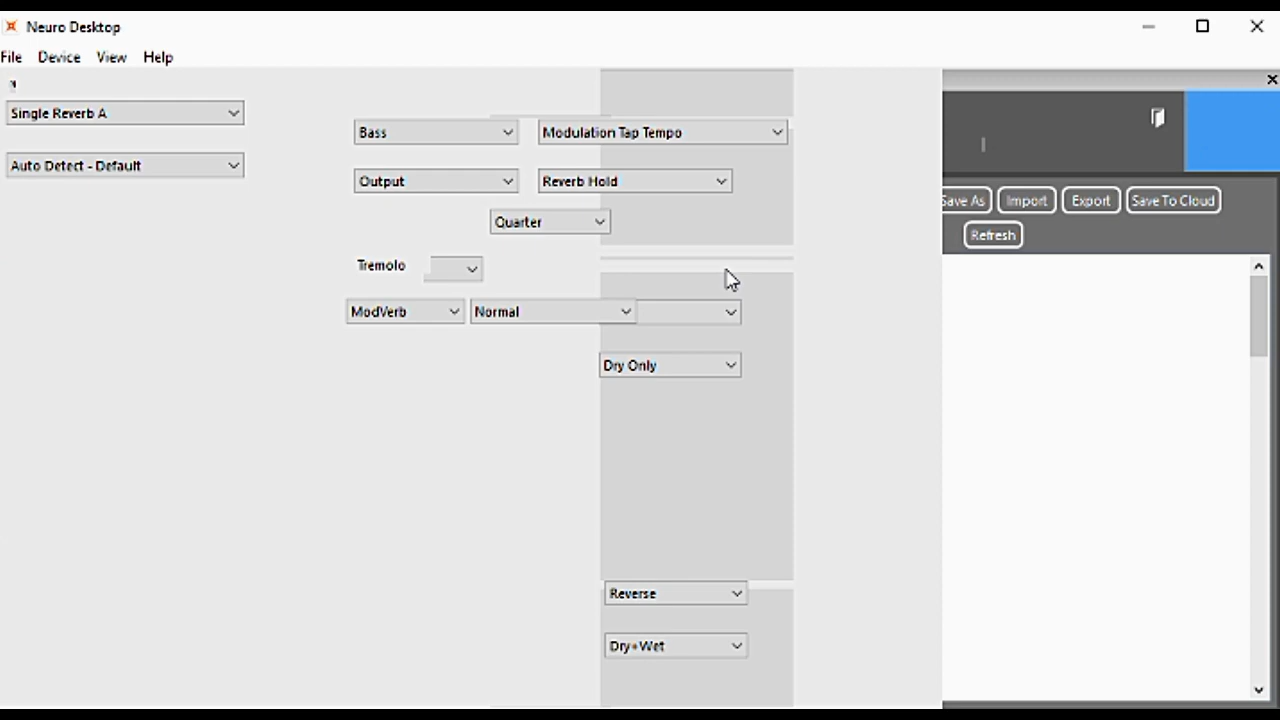 Neuro Desktop
File Device View Help
Single Reverb A
Bass Modulation Tap Tempo
Auto Detect - Default
Output Reverb Hold
Save As Import Export Save To Cloud
Quarter
Refresh
Tremolo
ModVerb Normal
Dry Only
Reverse
Dry+Wet